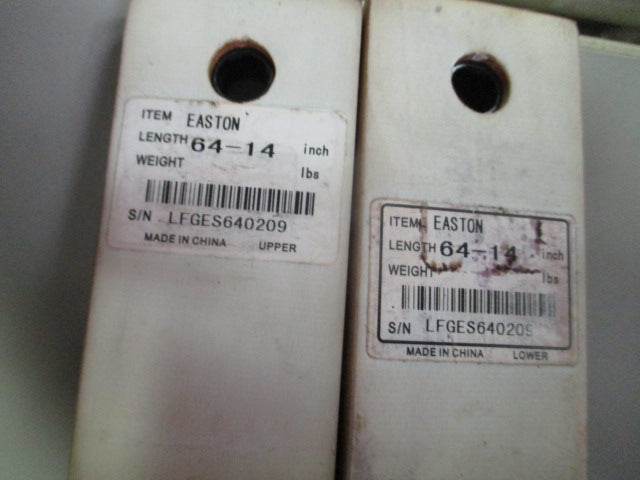 ITEM EASTON
LENGTH 64-14 inch
WEIGHT lbs
S/N LFGES640209
MADE IN CHINA UPPER
ITEM EASTON
LENGTH 64-14 inch
WEIGHT lbs
S/N LFGES640209
MADE IN CHINA LOWER